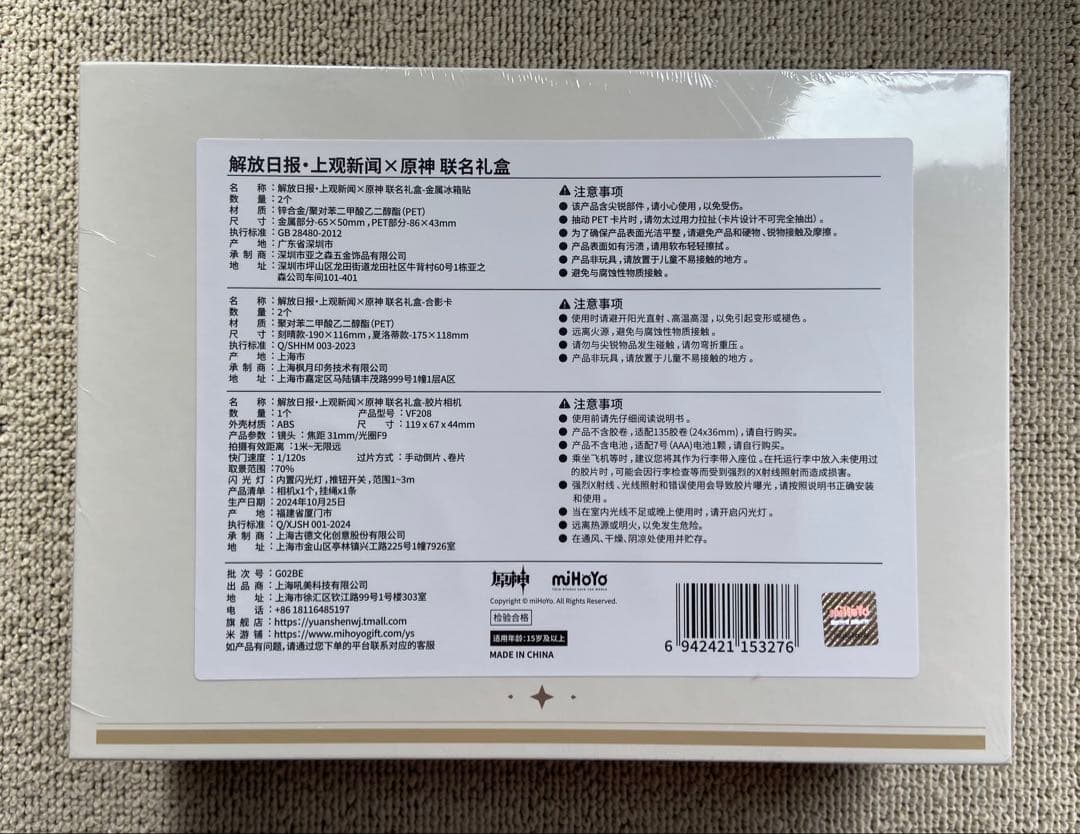 解放日报·上观新闻×原神 联名礼盒
名 称：解放日报·上观新闻×原神 联名礼盒-金属冰箱贴
数 量：2个
材 质：锌合金/聚对苯二甲酸乙二醇酯(PET)
尺 寸：金属部分-65×50mm，PET部分-86×43mm
执行标准：GB 28480-2012
产 地：广东省深圳市
承 制 商：深圳市亚之森五金饰品有限公司
地 址：深圳市坪山区龙田街道龙田社区牛背村60号1栋亚之
森公司车间101-401
注意事项
● 该产品含尖锐部件，请小心使用，以免受伤。
● 抽动 PET 卡片时，请勿太过用力拉扯(卡片设计不可完全抽出)。
● 为了确保产品表面光洁平整，请避免产品和硬物、锐物接触及摩擦。
● 产品表面如有污渍，请用软布轻轻擦拭。
● 产品非玩具，请放置于儿童不易接触的地方。
● 避免与腐蚀性物质接触。
名 称：解放日报·上观新闻×原神 联名礼盒-合影卡
数 量：2个
材 质：聚对苯二甲酸乙二醇酯(PET)
尺 寸：刻晴款-190×116mm，夏洛蒂款-175×118mm
执行标准：Q/SHHM 003-2023
产 地：上海市
承 制 商：上海枫月印务技术有限公司
地 址：上海市嘉定区马陆镇丰茂路999号1幢1层A区
注意事项
● 使用时请避开阳光直射、高温高湿，以免引起变形或褪色。
● 远离火源，避免与腐蚀性物质接触。
● 请勿与尖锐物品发生碰触，请勿弯折重压。
● 产品非玩具，请放置于儿童不易接触的地方。
名 称：解放日报·上观新闻×原神 联名礼盒-胶片相机
数 量：1个 产品型号：VF208
外壳材质：ABS 尺 寸：119 x 67 x 44mm
产品参数：镜头：焦距 31mm/光圈F9
拍摄有效距离：1米~无限远
快门速度：1/120s 过片方式：手动倒片、卷片
取景范围：70%
闪 光 灯：内置闪光灯，推钮开关，范围1~3m
产品清单：相机x1个，挂绳x1条
生产日期：2024年10月25日
产 地：福建省厦门市
执行标准：Q/XJSH 001-2024
承 制 商：上海古德文化创意股份有限公司
地 址：上海市金山区亭林镇兴工路225号1幢7926室
注意事项
● 使用前请先仔细阅读说明书。
● 产品不含胶卷，适配135胶卷 (24x36mm)，请自行购买。
● 产品不含电池，适配7号 (AAA)电池1颗，请自行购买。
● 乘坐飞机等时，建议您将其作为行李带入座位。在托运行李中放入未使用过
的胶片时，可能会因行李检查等而受到强烈的X射线照射而造成损害。
● 强烈X射线、光线照射和错误使用会导致胶片曝光，请按照说明书正确安装
和使用。
● 当在室内光线不足或晚上使用时，请开启闪光灯。
● 远离热源或明火，以免发生危险。
● 在通风、干燥、阴凉处使用并贮存。
批 次 号：G02BE
出 品 商：上海吼美科技有限公司
地 址：上海市徐汇区钦江路99号1号楼303室
电 话：+86 18116485197
旗 舰 店：https://yuanshenwj.tmall.com
米 游 铺：https://www.mihoyogift.com/ys
如产品有问题，请通过您下单的平台联系对应的客服
原神 miHoYo
TECH OTAKUS SAVE THE WORLD
Copyright © miHoYo. All Rights Reserved.
检验合格
适用年龄：15岁及以上
MADE IN CHINA
6 942421 153276
miHoYo